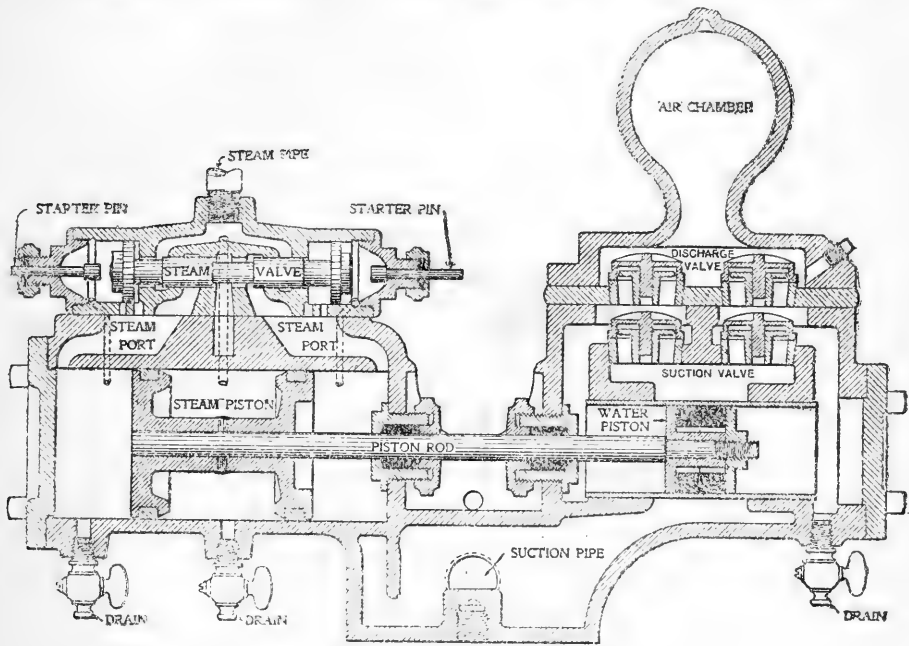 AIR CHAMBER
STEAM PIPE
STARTER PIN
STARTER PIN
DISCHARGE
VALVE
STEAM VALVE
STEAM
PORT
STEAM
PORT
SUCTION VALVE
STEAM PISTON
WATER
PISTON
PISTON ROD
SUCTION PIPE
DRAIN
DRAIN
DRAIN